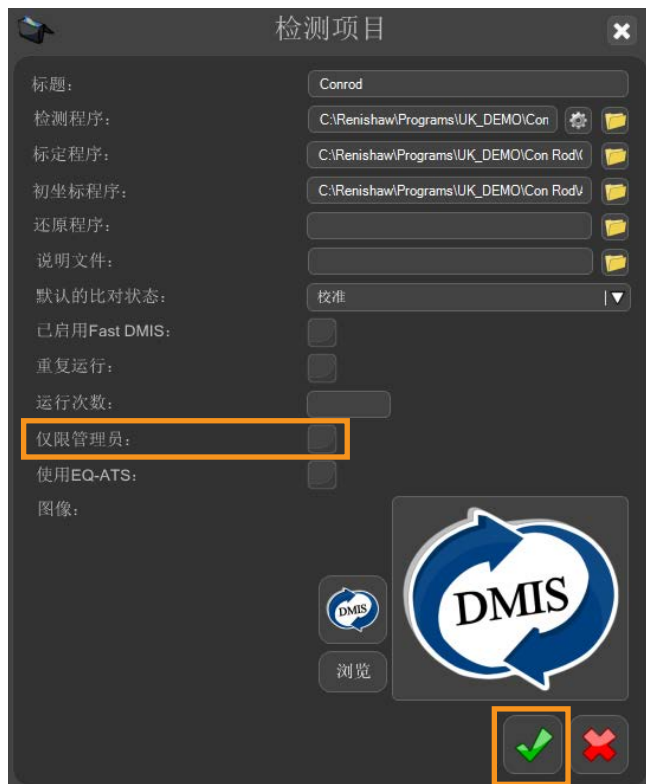 检测项目
标题： Conrod
检测程序： C:\Renishaw\Programs\UK_DEMO\Con
标定程序： C:\Renishaw\Programs\UK_DEMO\Con Rod\
初坐标程序： C:\Renishaw\Programs\UK_DEMO\Con Rod\
还原程序：
说明文件：
默认的比对状态： 校准
已启用Fast DMIS：
重复运行：
运行次数：
仅限管理员：
使用EQ-ATS：
图像：
DMIS
DMIS
浏览